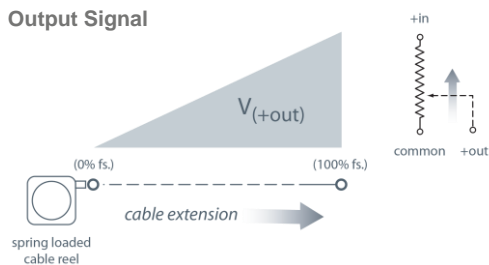 Output Signal
+in
V(+out)
common +out
(0% fs.) (100% fs.)
cable extension
spring loaded
cable reel